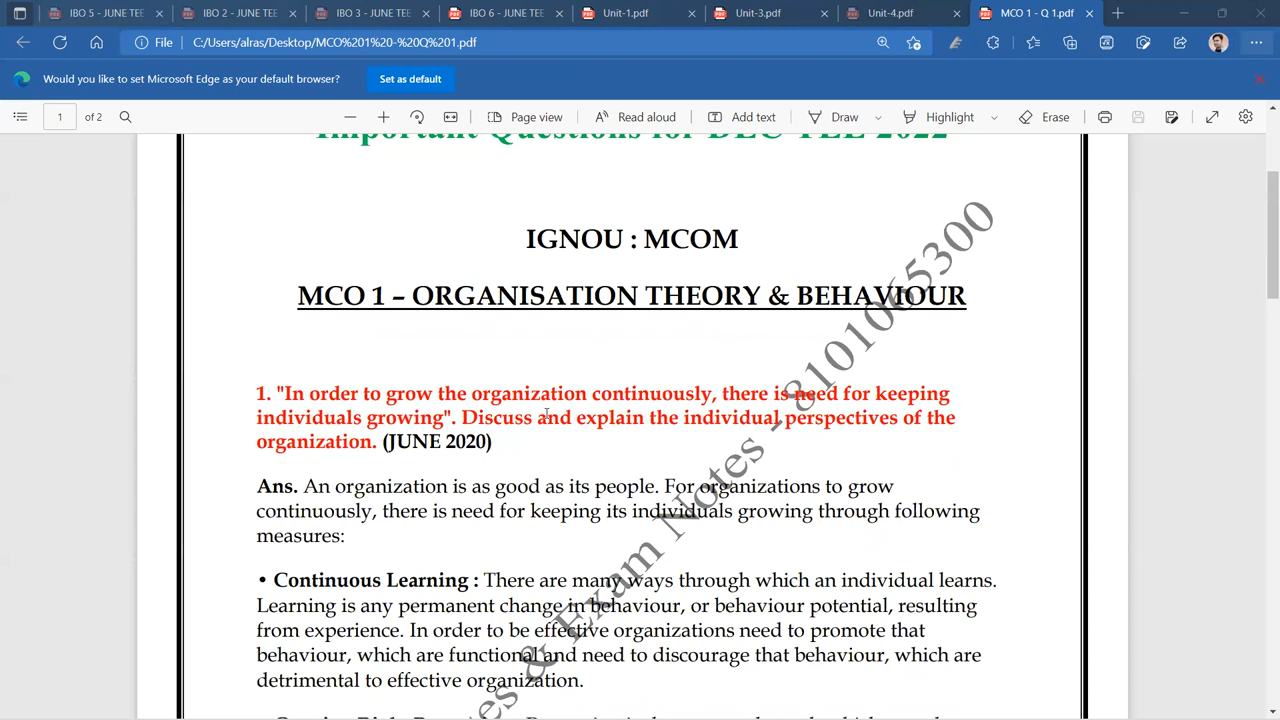 IBO 5 - JUNE TEE
IBO 2 - JUNE TEE
IBO 3 - JUNE TEE
IBO 6 - JUNE TEE
Unit-1.pdf
Unit-3.pdf
Unit-4.pdf
MCO 1 - Q 1.pdf
File
C:/Users/alras/Desktop/MCO%201%20-%20Q%201.pdf
Would you like to set Microsoft Edge as your default browser?
Set as default
1
of 2
Page view
Read aloud
Add text
Draw
Highlight
Erase
Important Questions for DEC TEE 2022
IGNOU : MCOM
MCO 1 – ORGANISATION THEORY & BEHAVIOUR
1. "In order to grow the organization continuously, there is need for keeping
individuals growing". Discuss and explain the individual perspectives of the
organization. (JUNE 2020)
Ans. An organization is as good as its people. For organizations to grow
continuously, there is need for keeping its individuals growing through following
measures:
• Continuous Learning : There are many ways through which an individual learns.
Learning is any permanent change in behaviour, or behaviour potential, resulting
from experience. In order to be effective organizations need to promote that
behaviour, which are functional and need to discourage that behaviour, which are
detrimental to effective organization.
& Exam Notes - 8101065300